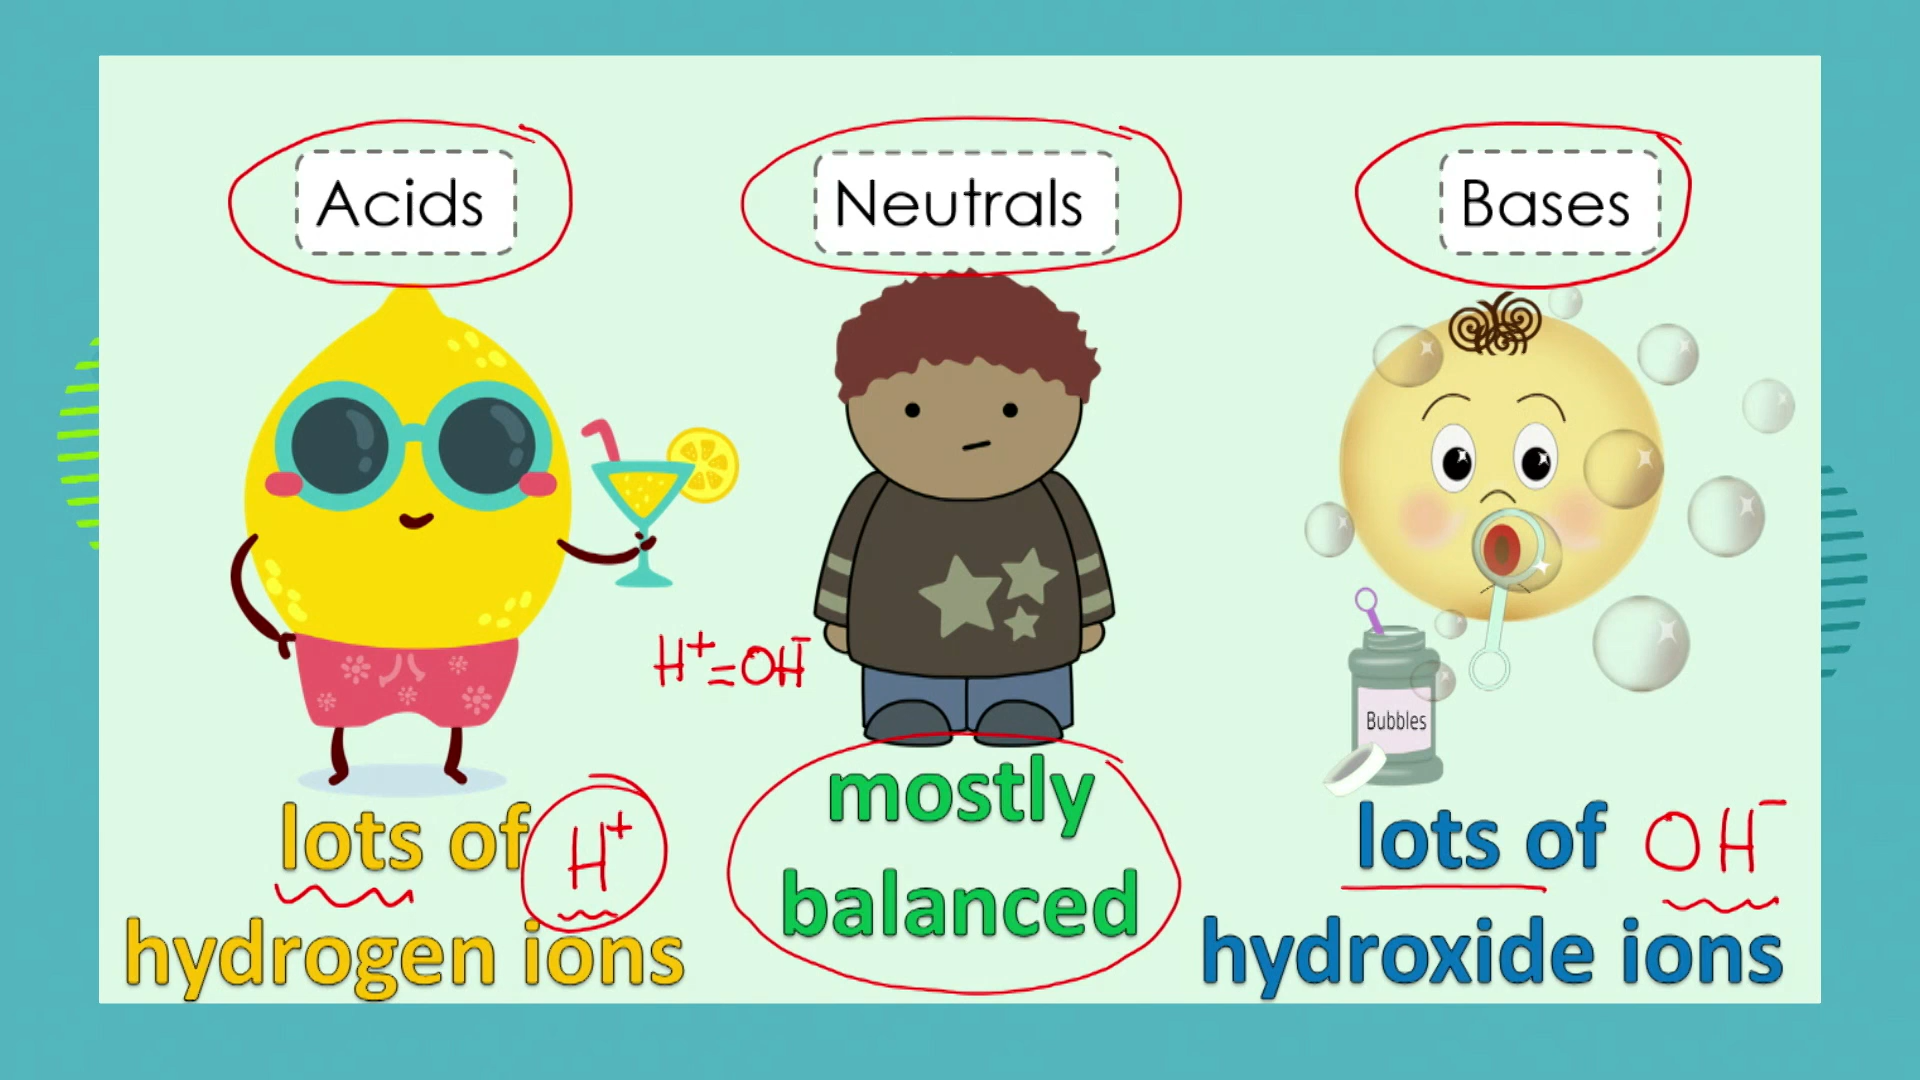 Acids
Neutrals
Bases
H⁺=OH⁻
lots of H⁺
hydrogen ions
mostly
balanced
Bubbles
lots of OH⁻
hydroxide ions